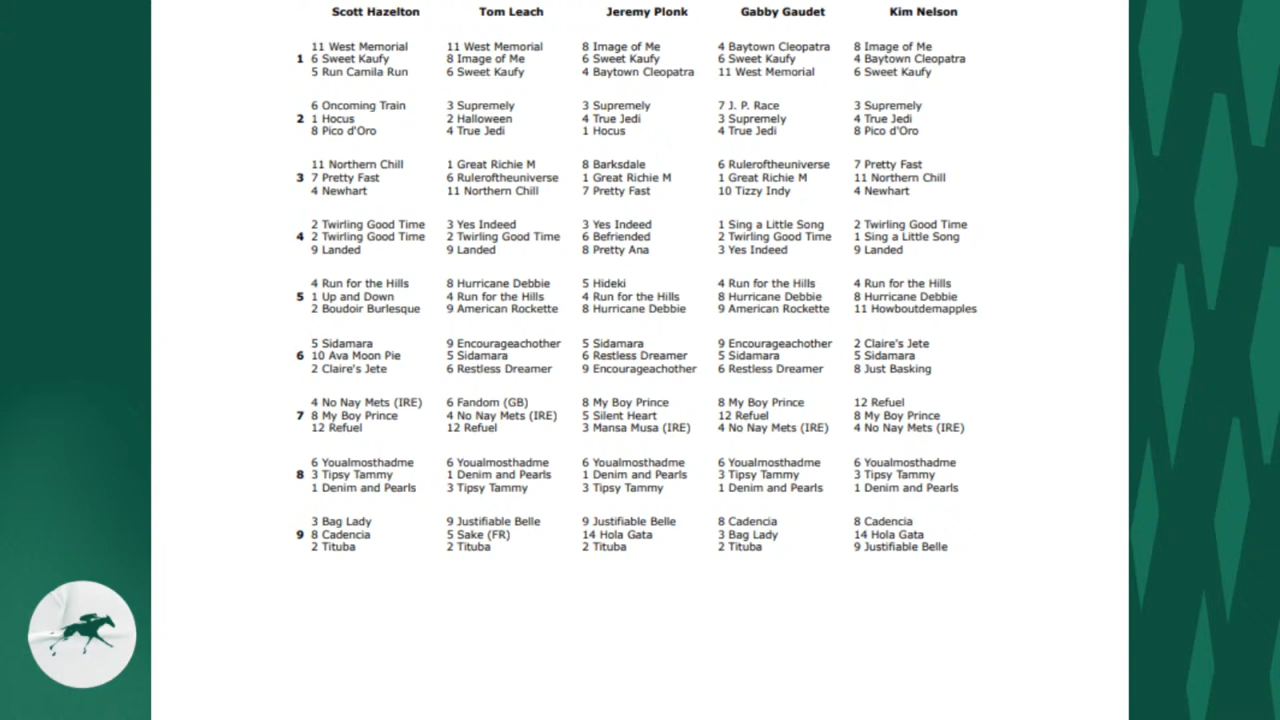 Scott Hazelton Tom Leach Jeremy Plonk Gabby Gaudet Kim Nelson
11 West Memorial 11 West Memorial 8 Image of Me 4 Baytown Cleopatra 8 Image of Me
1 6 Sweet Kaufy 8 Image of Me 6 Sweet Kaufy 6 Sweet Kaufy 4 Baytown Cleopatra
5 Run Camila Run 6 Sweet Kaufy 4 Baytown Cleopatra 11 West Memorial 6 Sweet Kaufy
6 Oncoming Train 3 Supremely 3 Supremely 7 J. P. Race 3 Supremely
2 1 Hocus 2 Halloween 4 True Jedi 3 Supremely 4 True Jedi
8 Pico d'Oro 4 True Jedi 1 Hocus 4 True Jedi 8 Pico d'Oro
11 Northern Chill 1 Great Richie M 8 Barksdale 6 Ruleroftheuniverse 7 Pretty Fast
3 7 Pretty Fast 6 Ruleroftheuniverse 1 Great Richie M 1 Great Richie M 11 Northern Chill
4 Newhart 11 Northern Chill 7 Pretty Fast 10 Tizzy Indy 4 Newhart
2 Twirling Good Time 3 Yes Indeed 3 Yes Indeed 1 Sing a Little Song 2 Twirling Good Time
4 2 Twirling Good Time 2 Twirling Good Time 6 Befriended 2 Twirling Good Time 1 Sing a Little Song
9 Landed 9 Landed 8 Pretty Ana 3 Yes Indeed 9 Landed
4 Run for the Hills 8 Hurricane Debbie 5 Hideki 4 Run for the Hills 4 Run for the Hills
5 1 Up and Down 4 Run for the Hills 4 Run for the Hills 8 Hurricane Debbie 8 Hurricane Debbie
2 Boudoir Burlesque 9 American Rockette 8 Hurricane Debbie 9 American Rockette 11 Howboutdemapples
5 Sidamara 9 Encourageachother 5 Sidamara 9 Encourageachother 2 Claire's Jete
6 10 Ava Moon Pie 5 Sidamara 6 Restless Dreamer 5 Sidamara 5 Sidamara
2 Claire's Jete 6 Restless Dreamer 9 Encourageachother 6 Restless Dreamer 8 Just Basking
4 No Nay Mets (IRE) 6 Fandom (GB) 8 My Boy Prince 8 My Boy Prince 12 Refuel
7 8 My Boy Prince 4 No Nay Mets (IRE) 5 Silent Heart 12 Refuel 8 My Boy Prince
12 Refuel 12 Refuel 3 Mansa Musa (IRE) 4 No Nay Mets (IRE) 4 No Nay Mets (IRE)
6 Youalmosthadme 6 Youalmosthadme 6 Youalmosthadme 6 Youalmosthadme 6 Youalmosthadme
8 3 Tipsy Tammy 1 Denim and Pearls 1 Denim and Pearls 3 Tipsy Tammy 3 Tipsy Tammy
1 Denim and Pearls 3 Tipsy Tammy 3 Tipsy Tammy 1 Denim and Pearls 1 Denim and Pearls
3 Bag Lady 9 Justifiable Belle 9 Justifiable Belle 8 Cadencia 8 Cadencia
9 8 Cadencia 5 Sake (FR) 14 Hola Gata 3 Bag Lady 14 Hola Gata
2 Tituba 2 Tituba 2 Tituba 2 Tituba 9 Justifiable Belle